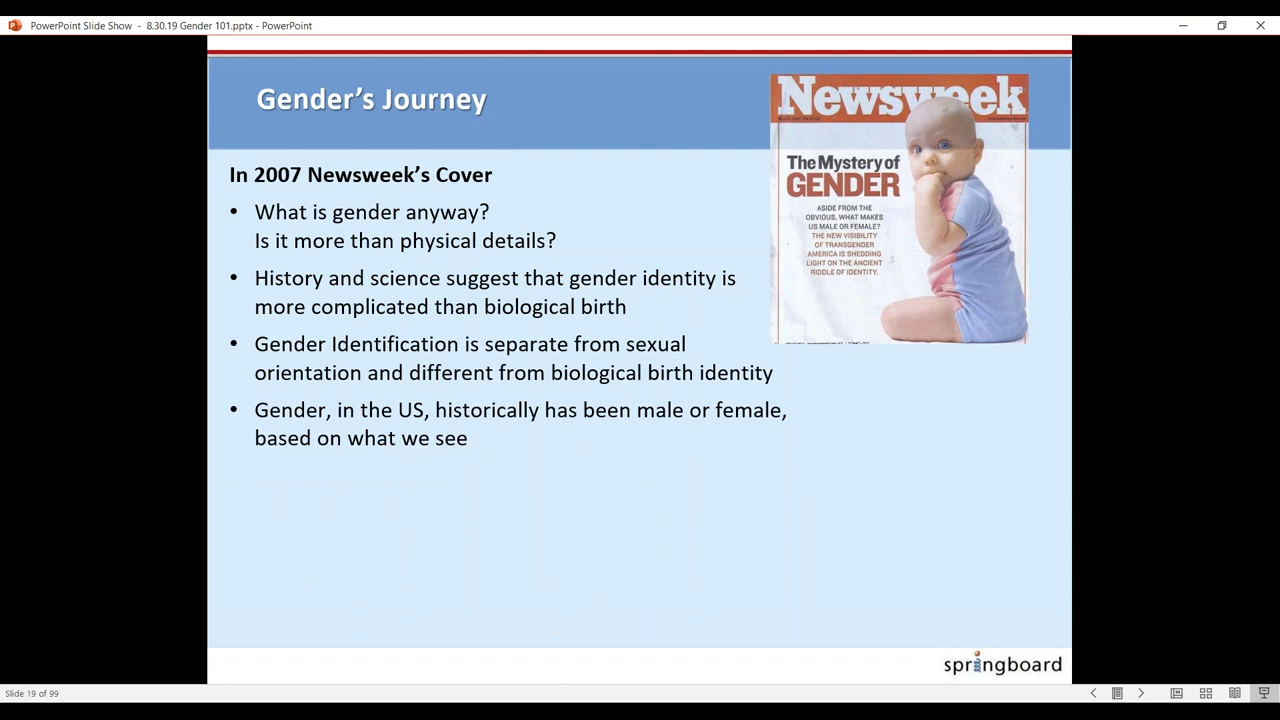 PowerPoint Slide Show - 8.30.19 Gender 101.pptx - PowerPoint
Gender's Journey
Newsweek
The Mystery of
GENDER
ASIDE FROM THE
OBVIOUS, WHAT MAKES
US MALE OR FEMALE?
THE NEW VISIBILITY
OF TRANSGENDER
AMERICA IS SHEDDING
LIGHT ON THE ANCIENT
RIDDLE OF IDENTITY.
In 2007 Newsweek's Cover
• What is gender anyway?
Is it more than physical details?
• History and science suggest that gender identity is
more complicated than biological birth
• Gender Identification is separate from sexual
orientation and different from biological birth identity
• Gender, in the US, historically has been male or female,
based on what we see
springboard
Slide 19 of 99